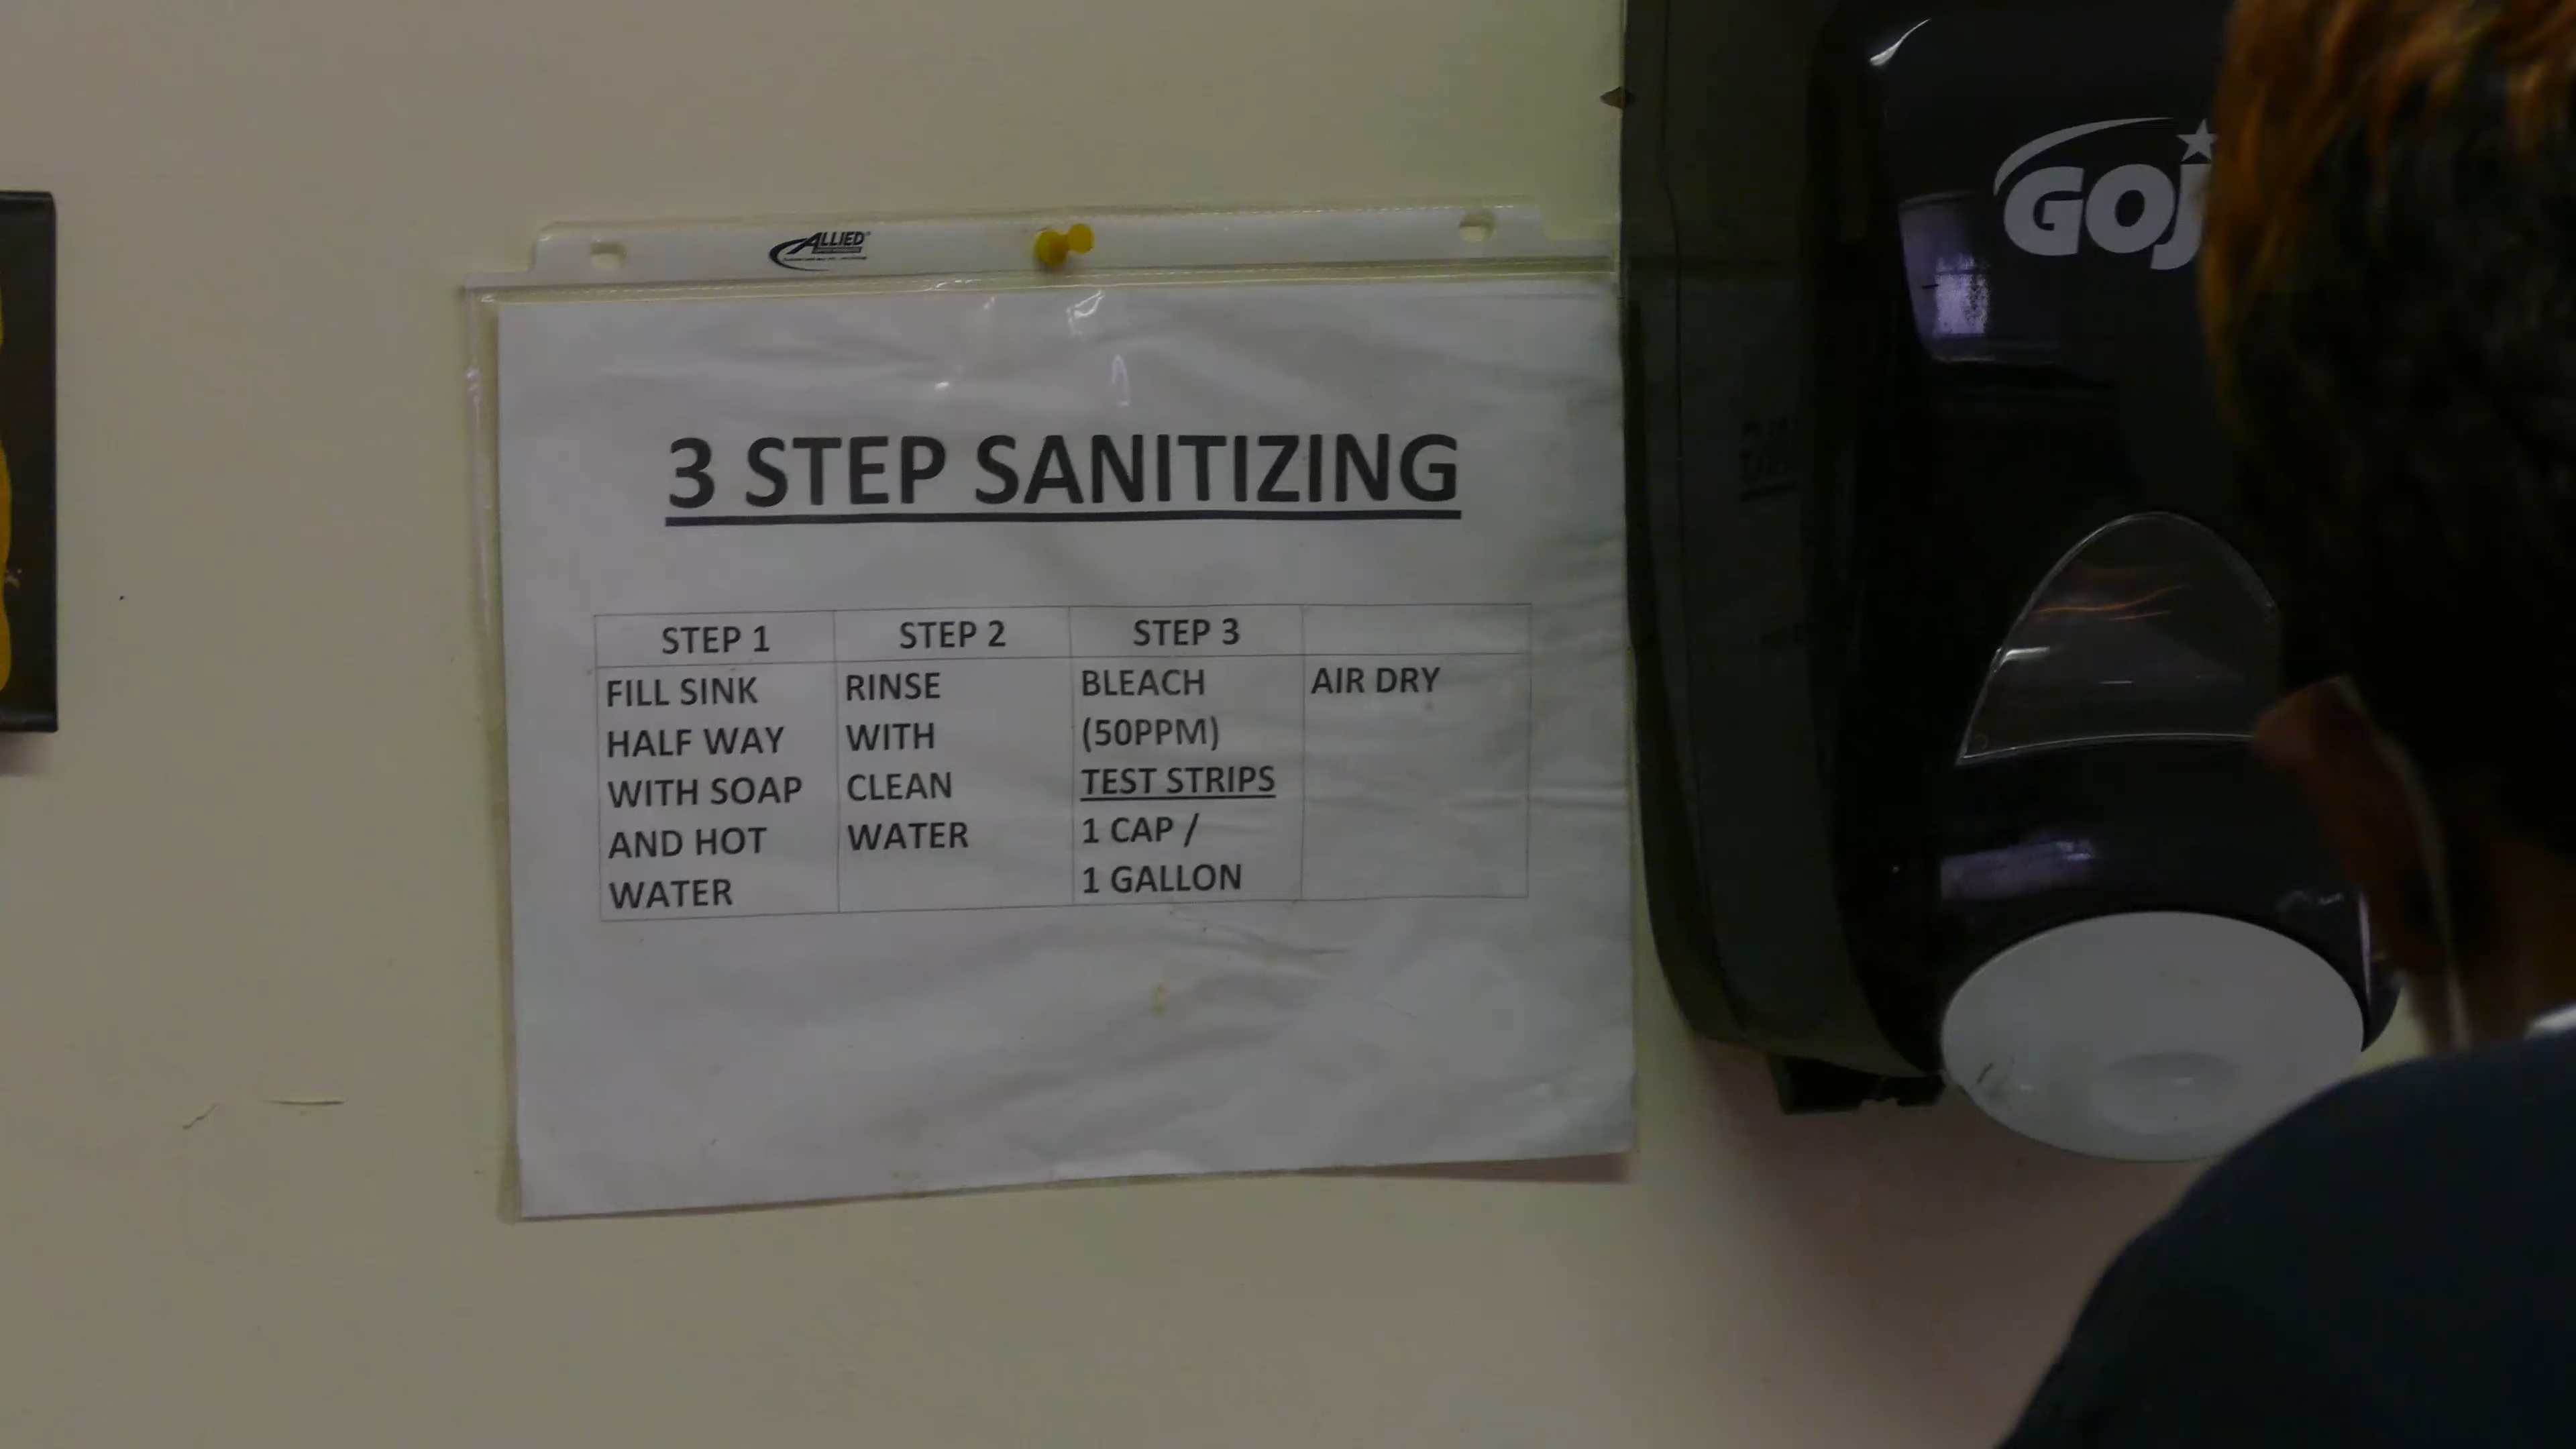 ALLIED
GOJ
3 STEP SANITIZING
STEP 1
FILL SINK
HALF WAY
WITH SOAP
AND HOT
WATER
STEP 2
RINSE
WITH
CLEAN
WATER
STEP 3
BLEACH
(50PPM)
TEST STRIPS
1 CAP /
1 GALLON
AIR DRY